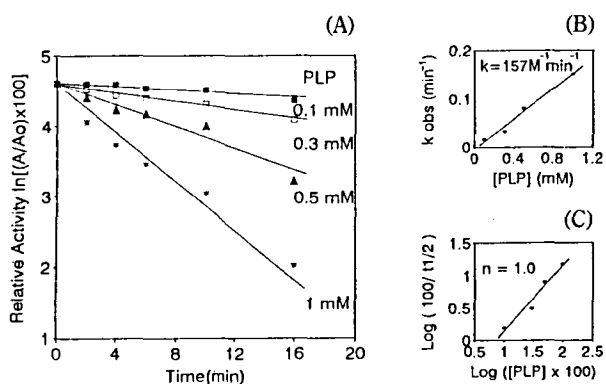 (A)
Relative Activity ln[(A/Ao)x100]
5
4
3
2
1
0 4 8 12 16 20
Time(min)
PLP
0.1 mM
0.3 mM
0.5 mM
1 mM
(B)
k obs (min⁻¹)
0.2
0.1
0
k=157M⁻¹min⁻¹
0 0.4 0.8 1.2
[PLP] (mM)
(C)
Log (100/ t1/2)
1.5
1
0.5
0
n = 1.0
0.5 1 1.5 2 2.5
Log ([PLP] x 100)